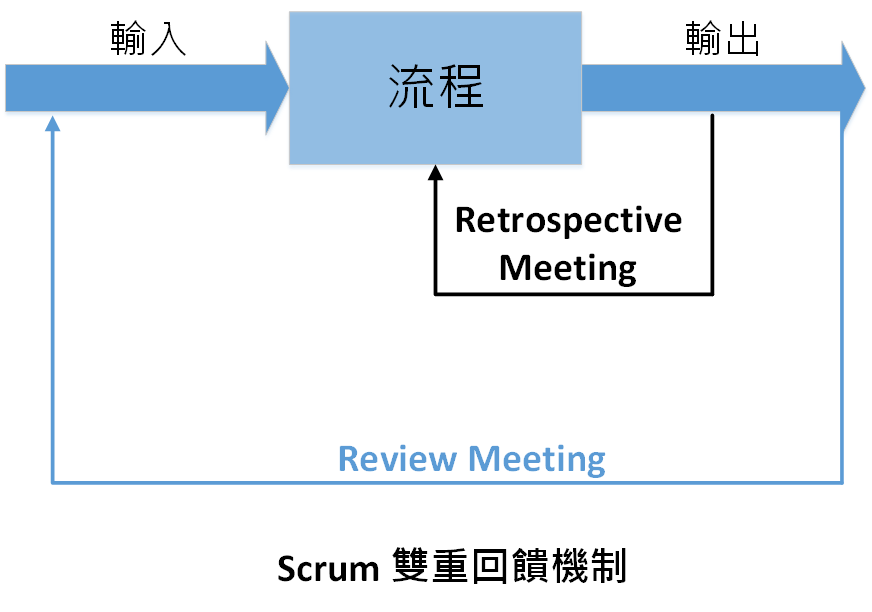 輸入
流程
輸出
Retrospective
Meeting
Review Meeting
Scrum 雙重回饋機制